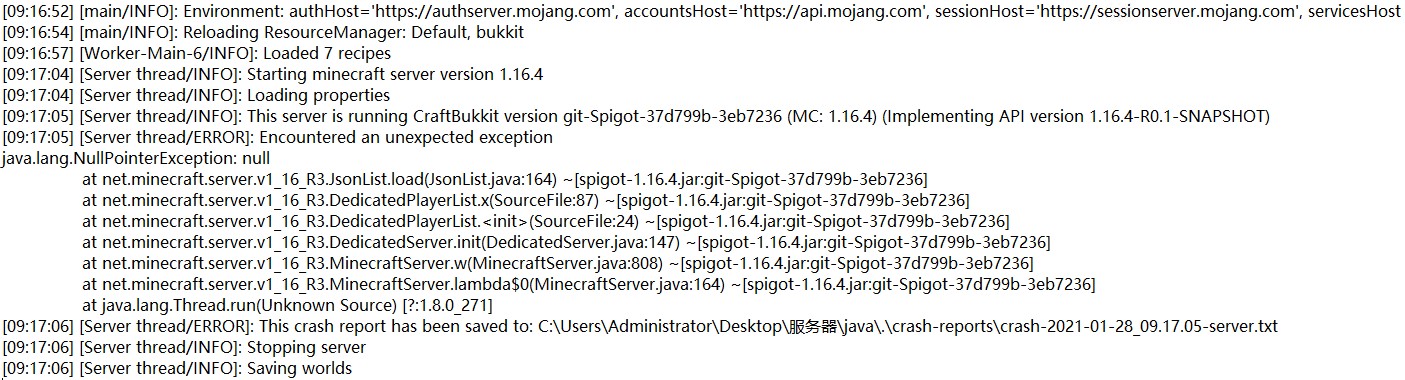 [09:16:52] [main/INFO]: Environment: authHost='https://authserver.mojang.com', accountsHost='https://api.mojang.com', sessionHost='https://sessionserver.mojang.com', servicesHost
[09:16:54] [main/INFO]: Reloading ResourceManager: Default, bukkit
[09:16:57] [Worker-Main-6/INFO]: Loaded 7 recipes
[09:17:04] [Server thread/INFO]: Starting minecraft server version 1.16.4
[09:17:04] [Server thread/INFO]: Loading properties
[09:17:05] [Server thread/INFO]: This server is running CraftBukkit version git-Spigot-37d799b-3eb7236 (MC: 1.16.4) (Implementing API version 1.16.4-R0.1-SNAPSHOT)
[09:17:05] [Server thread/ERROR]: Encountered an unexpected exception
java.lang.NullPointerException: null
at net.minecraft.server.v1_16_R3.JsonList.load(JsonList.java:164) ~[spigot-1.16.4.jar:git-Spigot-37d799b-3eb7236]
at net.minecraft.server.v1_16_R3.DedicatedPlayerList.x(SourceFile:87) ~[spigot-1.16.4.jar:git-Spigot-37d799b-3eb7236]
at net.minecraft.server.v1_16_R3.DedicatedPlayerList.<init>(SourceFile:24) ~[spigot-1.16.4.jar:git-Spigot-37d799b-3eb7236]
at net.minecraft.server.v1_16_R3.DedicatedServer.init(DedicatedServer.java:147) ~[spigot-1.16.4.jar:git-Spigot-37d799b-3eb7236]
at net.minecraft.server.v1_16_R3.MinecraftServer.w(MinecraftServer.java:808) ~[spigot-1.16.4.jar:git-Spigot-37d799b-3eb7236]
at net.minecraft.server.v1_16_R3.MinecraftServer.lambda$0(MinecraftServer.java:164) ~[spigot-1.16.4.jar:git-Spigot-37d799b-3eb7236]
at java.lang.Thread.run(Unknown Source) [?:1.8.0_271]
[09:17:06] [Server thread/ERROR]: This crash report has been saved to: C:\Users\Administrator\Desktop\服务器\java\.\crash-reports\crash-2021-01-28_09.17.05-server.txt
[09:17:06] [Server thread/INFO]: Stopping server
[09:17:06] [Server thread/INFO]: Saving worlds